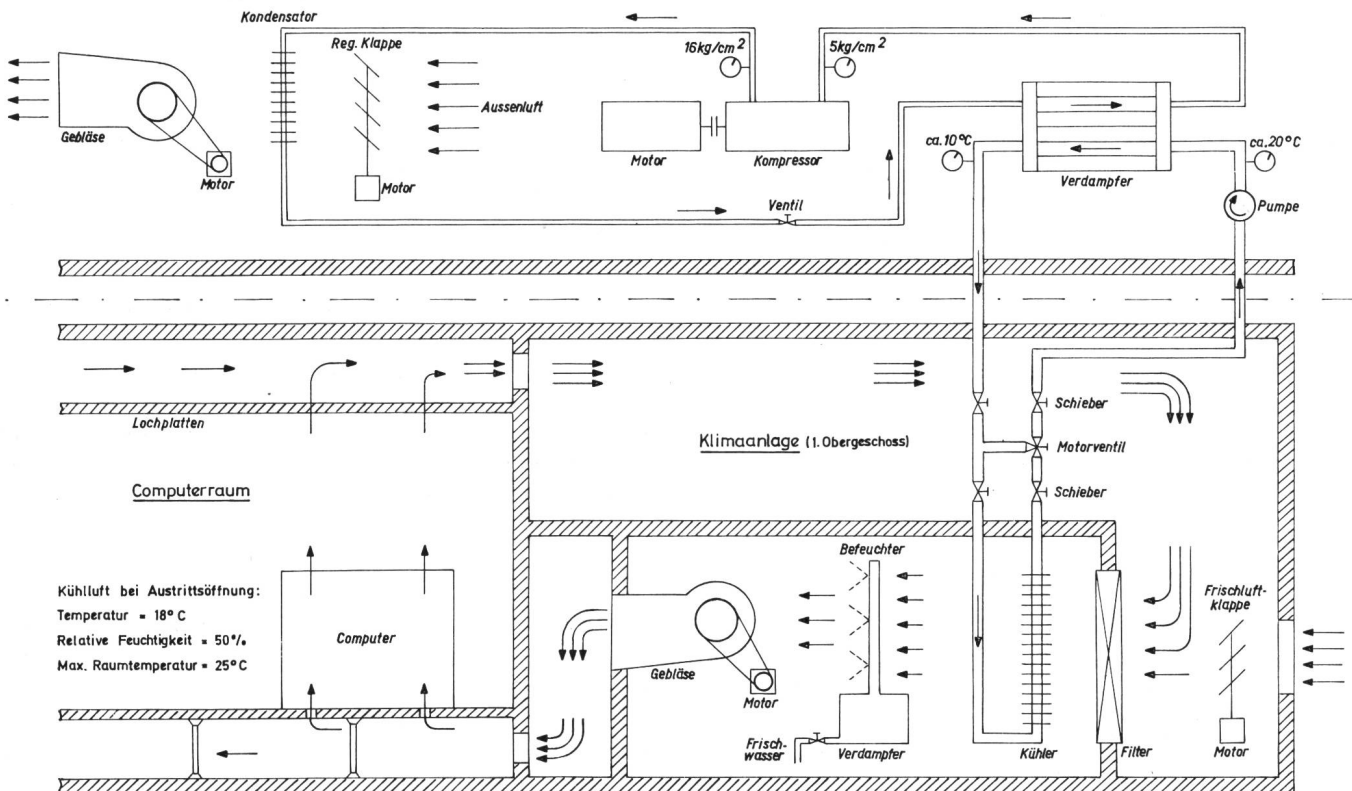 Kondensator
Reg. Klappe
16kg/cm2
5kg/cm2
Aussenluft
Gebläse
Motor
Motor
Motor
Kompressor
ca. 10°C
ca. 20°C
Verdampfer
Ventil
Pumpe
Lochplatten
Schieber
Klimaanlage (1. Obergeschoss)
Motorventil
Computerraum
Schieber
Befeuchter
Kühlluft bei Austrittsöffnung:
Temperatur = 18°C
Relative Feuchtigkeit = 50%
Max. Raumtemperatur = 25°C
Computer
Frischluft-
klappe
Gebläse
Motor
Frisch-
wasser
Verdampfer
Kühler
Filter
Motor